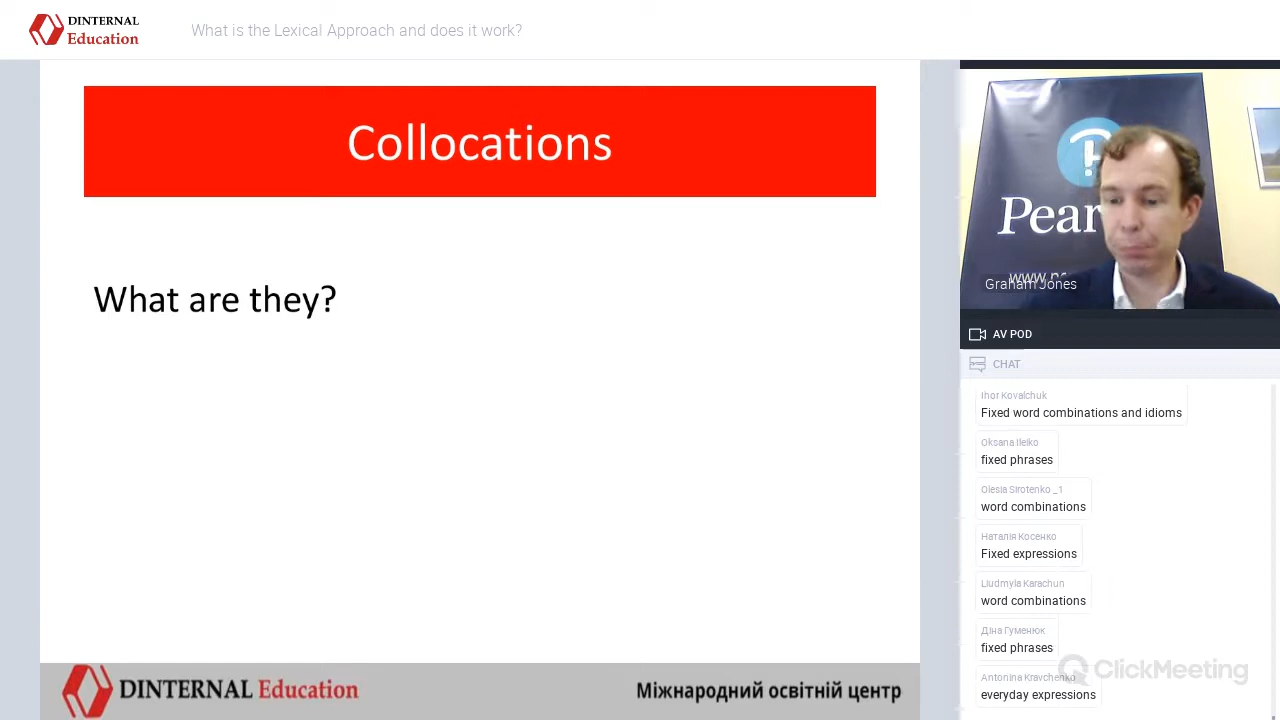 DINTERNAL
Education
What is the Lexical Approach and does it work?
Collocations
What are they?
DINTERNAL Education
Міжнародний освітній центр
Graham Jones
AV POD
CHAT
Ihor Kovalchuk
Fixed word combinations and idioms
Oksana Ileiko
fixed phrases
Olesia Sirotenko _1
word combinations
Наталія Косенко
Fixed expressions
Liudmyla Karachun
word combinations
Діна Гуменюк
fixed phrases
ClickMeeting
Antonina Kravchenko
everyday expressions